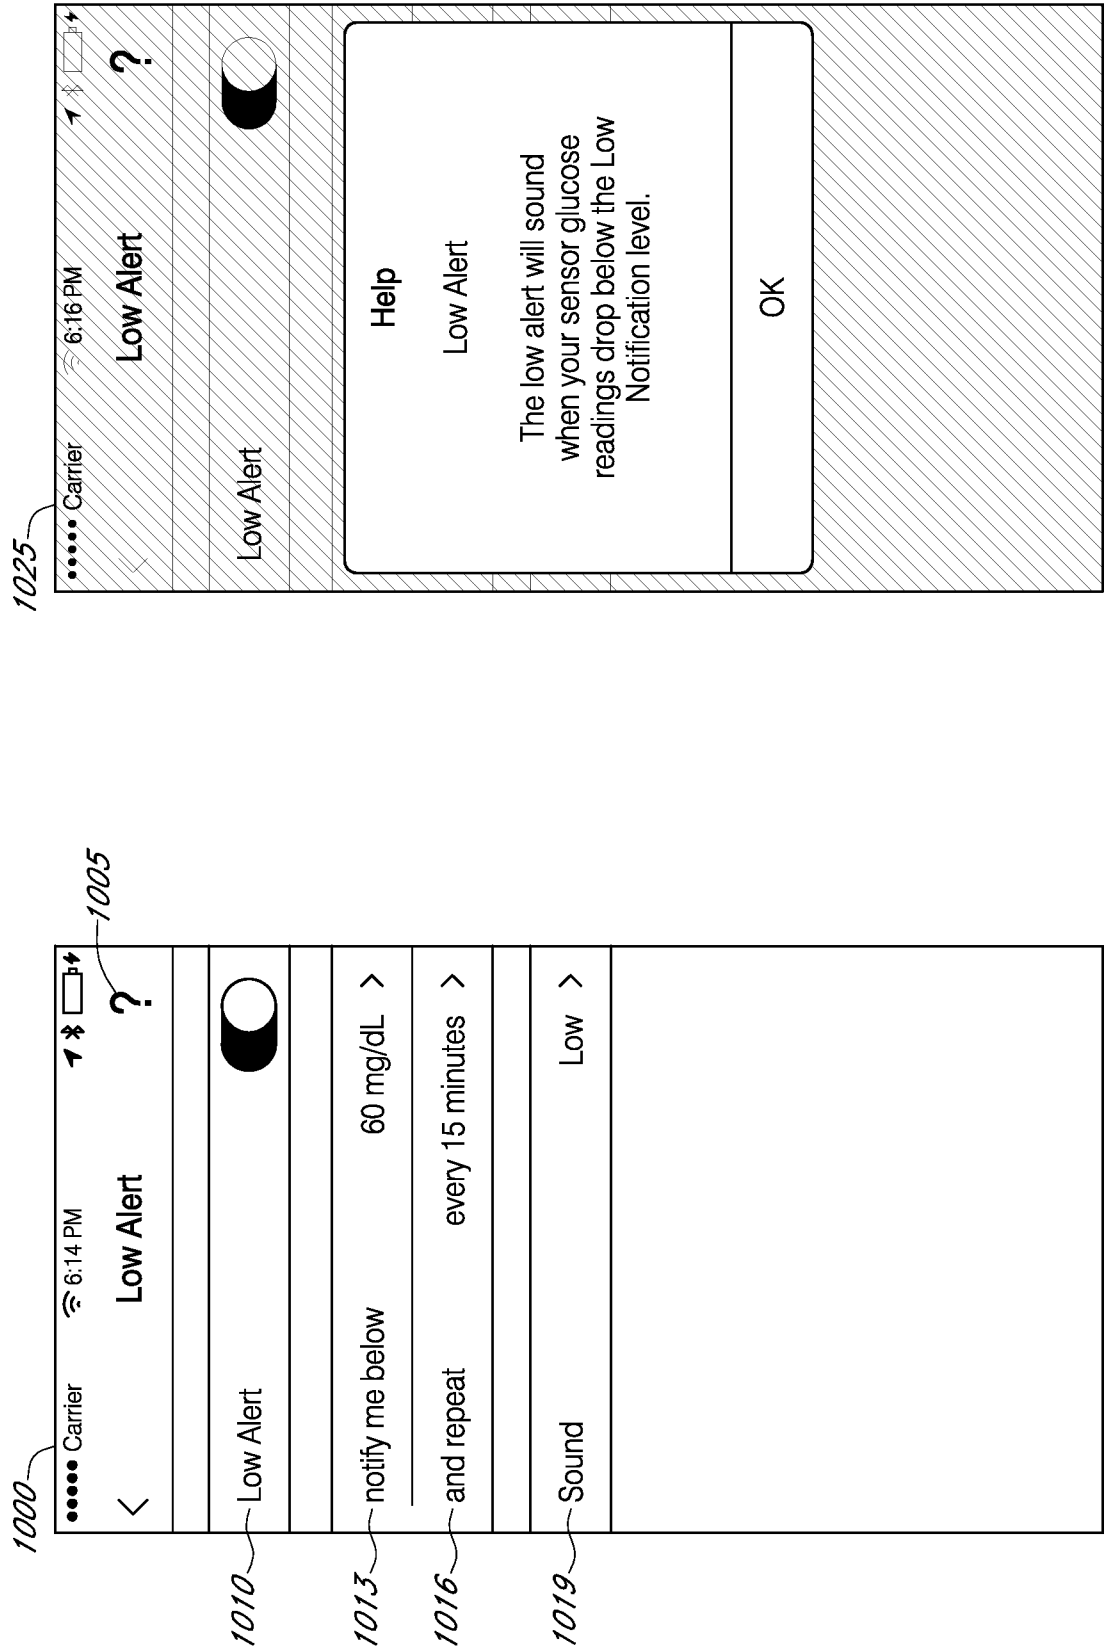 1000
Carrier 6:14 PM
Low Alert ?
1005
1010 Low Alert
1013 notify me below 60 mg/dL >
1016 and repeat every 15 minutes >
1019 Sound Low >
1025
Carrier 6:16 PM
Low Alert ?
Low Alert
Help
Low Alert
The low alert will sound
when your sensor glucose
readings drop below the Low
Notification level.
OK